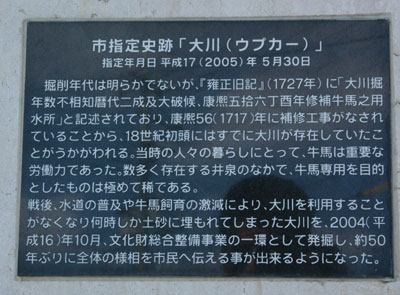 市指定史跡「大川(ウプカー)」
指定年月日 平成17(2005)年 5月30日
掘削年代は明らかでないが、『雍正旧記』(1727年)に「大川掘
年数不相知暦代二成及大破候、康熈五拾六丁酉年修補牛馬之用
水所」と記述されており、康熈56(1717)年に補修工事がなされ
ていることから、18世紀初頭にはすでに大川が存在していたこ
とがうかがわれる。当時の人々の暮らしにとって、牛馬は重要な
労働力であった。数多く存在する井泉のなかで、牛馬専用を目的
としたものは極めて稀である。
戦後、水道の普及や牛馬飼育の激減により、大川を利用すること
がなくなり何時しか土砂に埋もれてしまった大川を、2004(平
成16)年10月、文化財総合整備事業の一環として発掘し、約50
年ぶりに全体の様相を市民へ伝える事が出来るようになった。